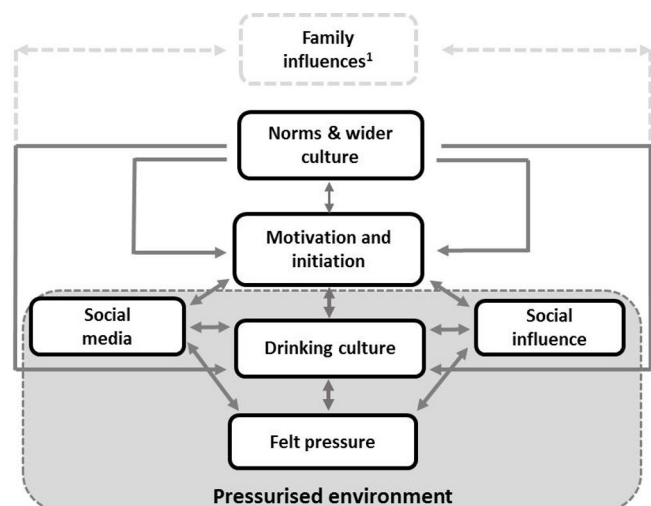 Family
influences¹
Norms & wider
culture
Motivation and
initiation
Social
media
Drinking culture
Social
influence
Felt pressure
Pressurised environment